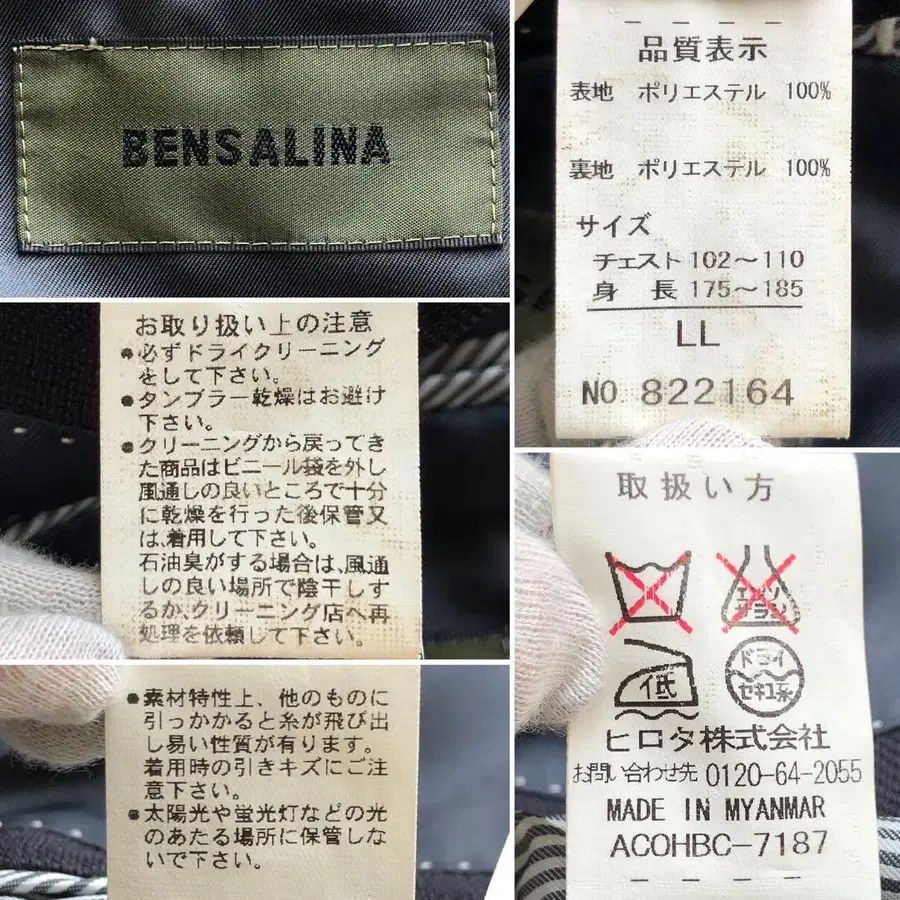 BENSALINA
品質表示
表地 ポリエステル 100%
裏地 ポリエステル 100%
サイズ
チェスト 102〜110
身 長 175〜185
LL
NO 822164
お取り扱い上の注意
●必ずドライクリーニング
をして下さい。
●タンブラー乾燥はお避け
下さい。
●クリーニングから戻ってき
た商品はビニール袋を外し
風通しの良いところで十分
に乾燥を行った後保管又
は、着用して下さい。
石油臭がする場合は、風通
しの良い場所で陰干しす
るか、クリーニング店へ再
処理を依頼して下さい。
●素材特性上、他のものに
引っかかると糸が飛び出
し易い性質が有ります。
着用時の引きキズにご注
意下さい。
●太陽光や蛍光灯などの光
のあたる場所に保管しな
いで下さい。
取扱い方
エンソ
サラシ
低
ドライ
セキユ系
ヒロタ株式会社
お問い合わせ先 0120-64-2055
MADE IN MYANMAR
ACOHBC-7187